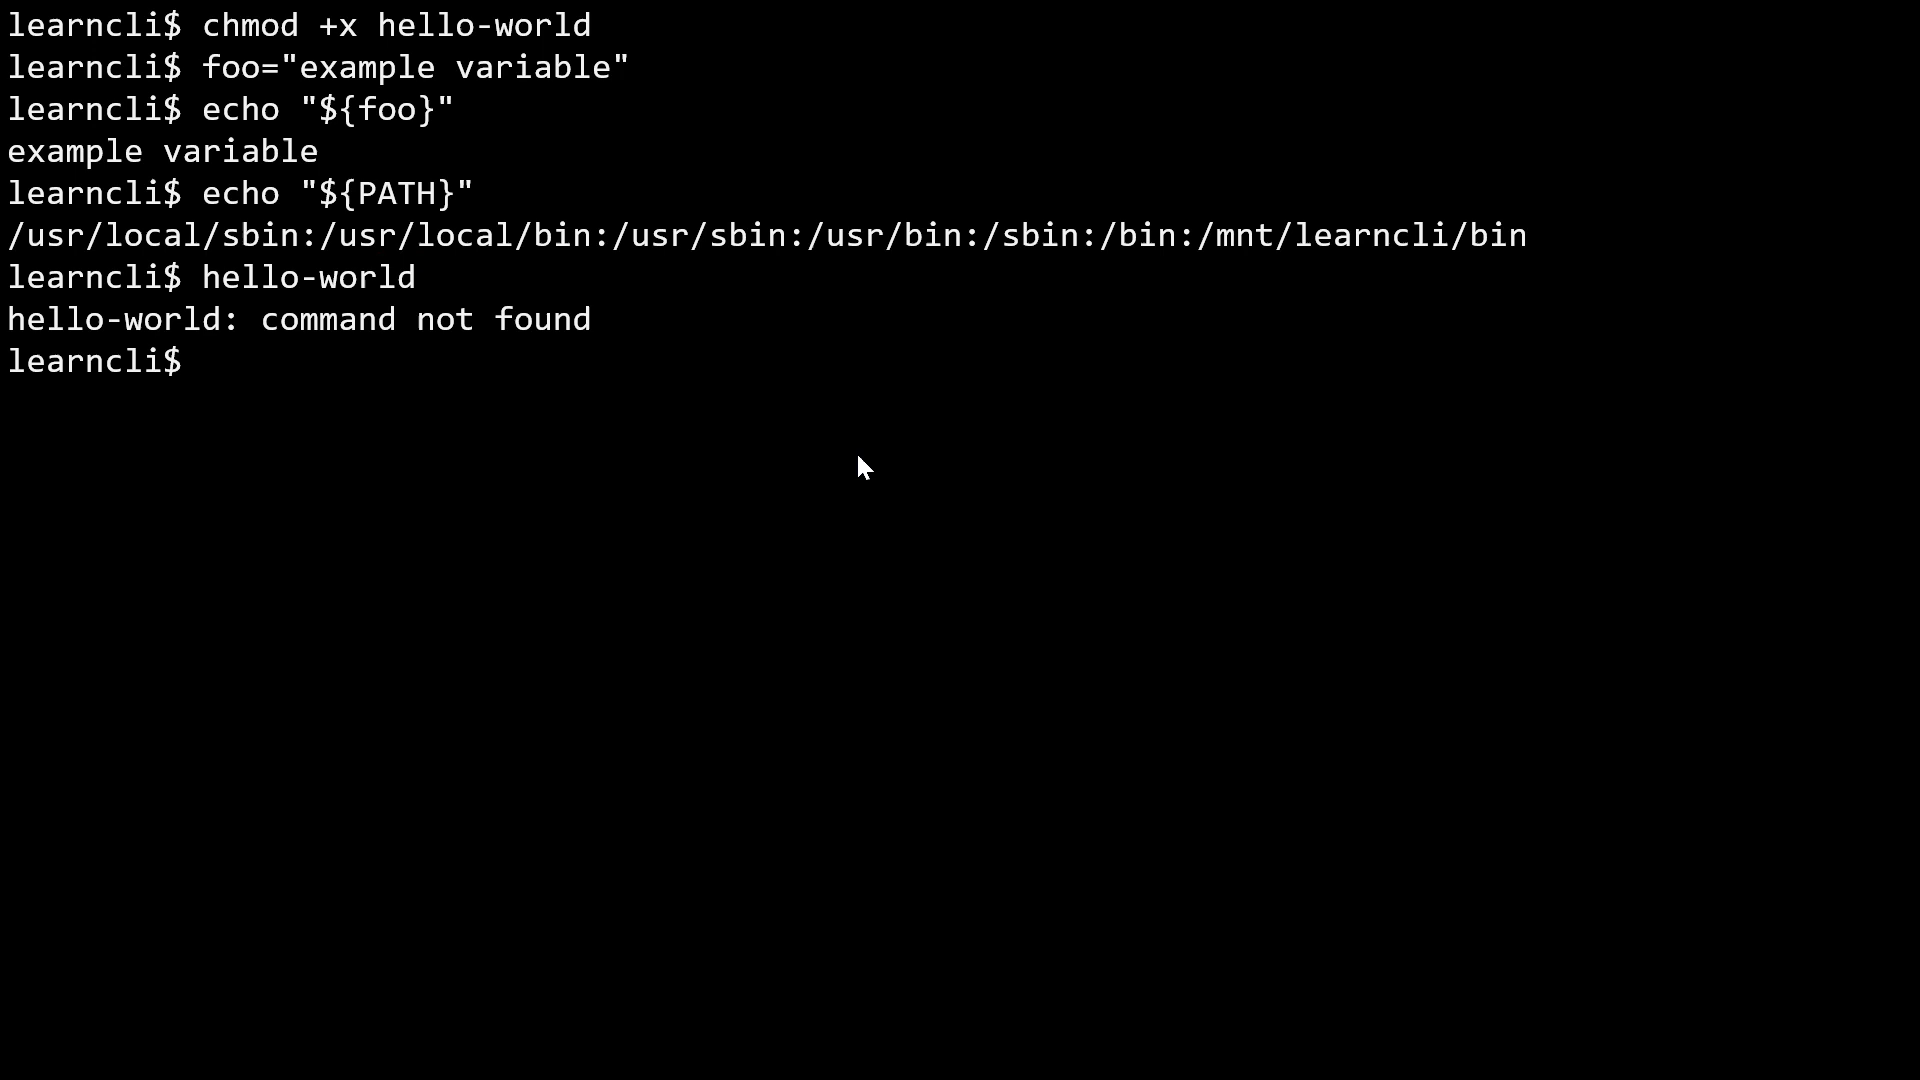 learncli$ chmod +x hello-world
learncli$ foo="example variable"
learncli$ echo "${foo}"
example variable
learncli$ echo "${PATH}"
/usr/local/sbin:/usr/local/bin:/usr/sbin:/usr/bin:/sbin:/bin:/mnt/learncli/bin
learncli$ hello-world
hello-world: command not found
learncli$